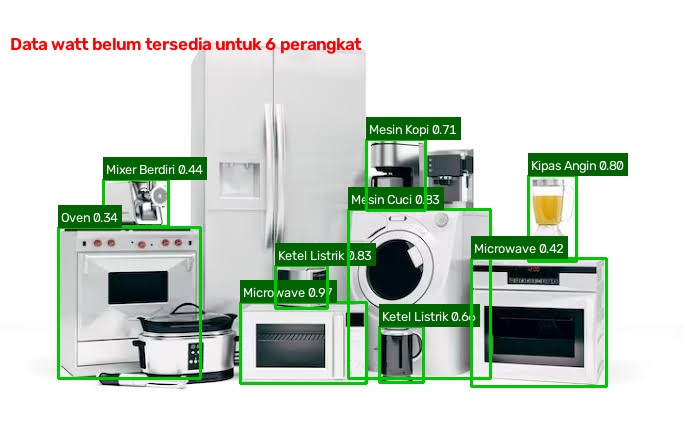 Data watt belum tersedia untuk 6 perangkat
Mesin Kopi 0.71
Mixer Berdiri 0.44
Kipas Angin 0.80
Mesin Cuci 0.83
Oven 0.34
Ketel Listrik 0.83
Microwave 0.42
Microwave 0.97
Ketel Listrik 0.66